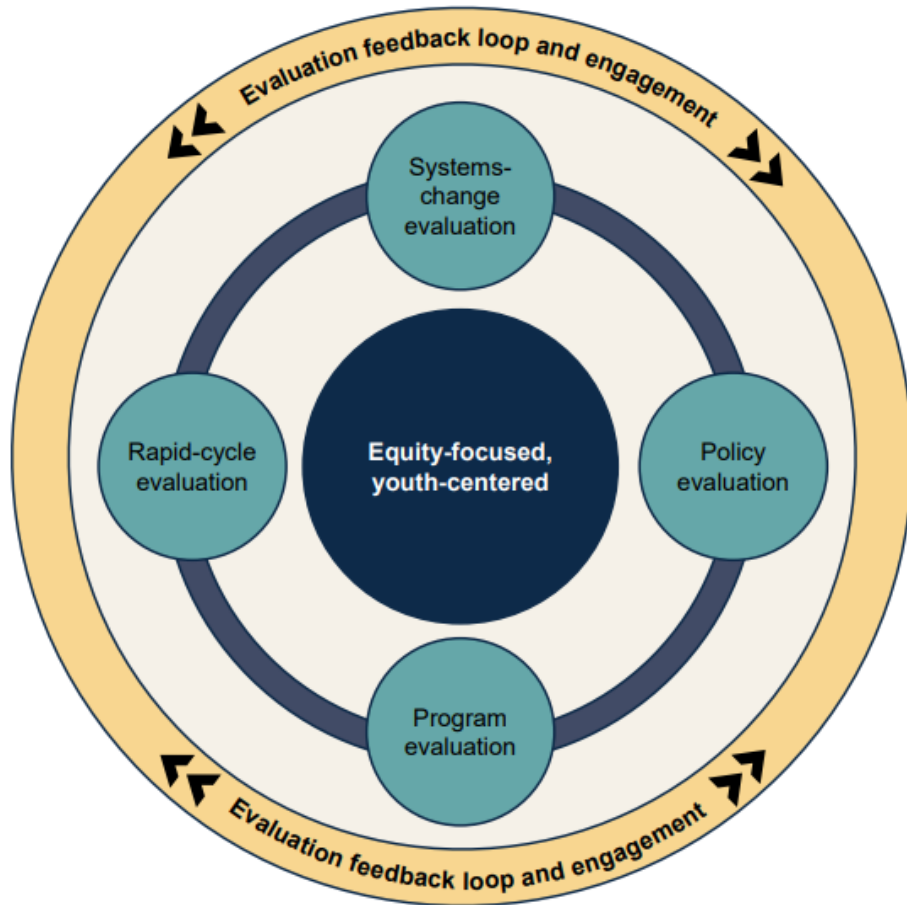 Evaluation feedback loop and engagement
Systems-
change
evaluation
Rapid-cycle
evaluation
Equity-focused,
youth-centered
Policy
evaluation
Program
evaluation
Evaluation feedback loop and engagement